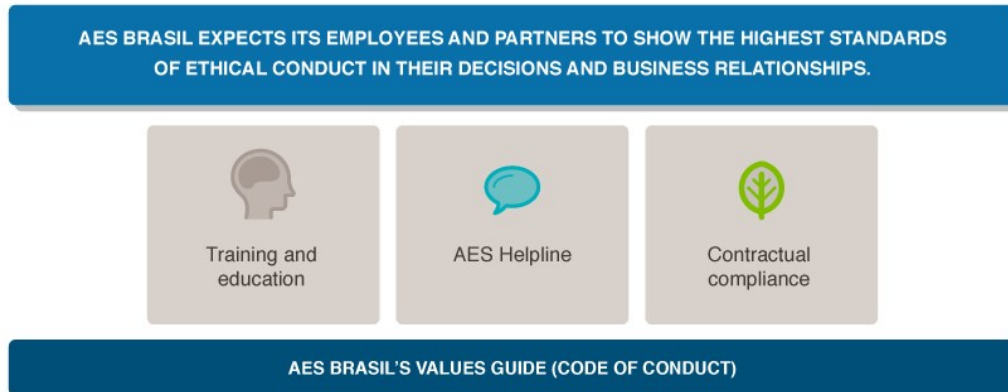 AES BRASIL EXPECTS ITS EMPLOYEES AND PARTNERS TO SHOW THE HIGHEST STANDARDS
OF ETHICAL CONDUCT IN THEIR DECISIONS AND BUSINESS RELATIONSHIPS.
Training and
education
AES Helpline
Contractual
compliance
AES BRASIL'S VALUES GUIDE (CODE OF CONDUCT)